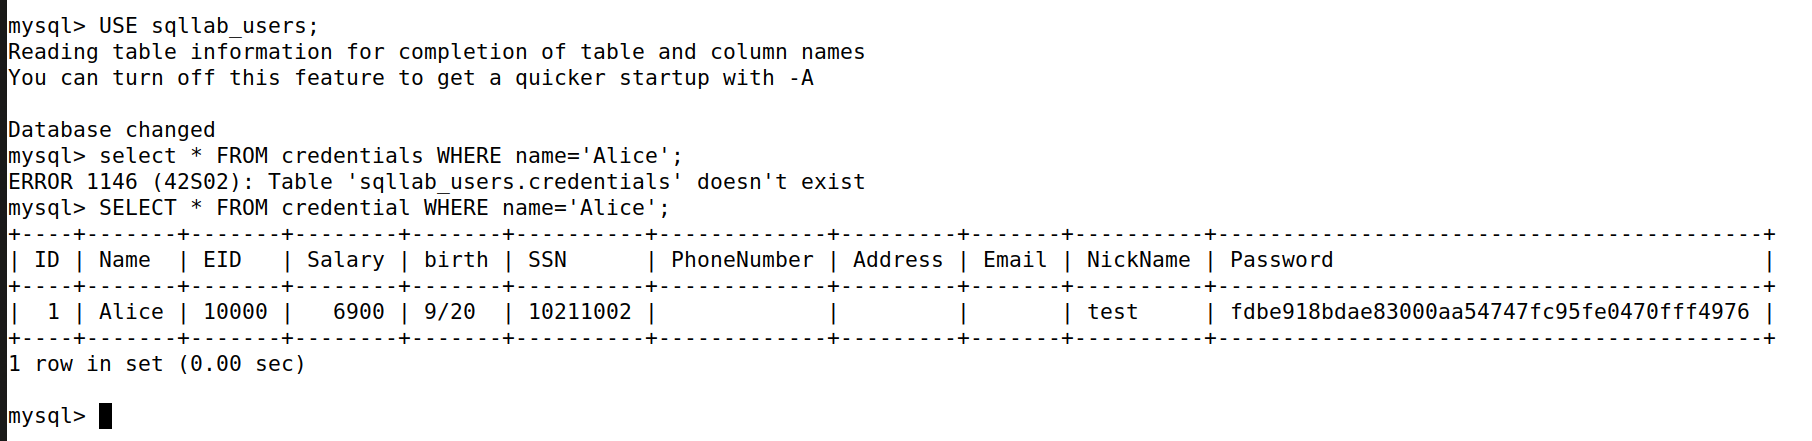 mysql> USE sqllab_users;
Reading table information for completion of table and column names
You can turn off this feature to get a quicker startup with -A
Database changed
mysql> select * FROM credentials WHERE name='Alice';
ERROR 1146 (42S02): Table 'sqllab_users.credentials' doesn't exist
mysql> SELECT * FROM credential WHERE name='Alice';
+----+-------+-------+--------+-------+----------+-------------+---------+-------+----------+------------------------------------------+
| ID | Name  | EID   | Salary | birth | SSN      | PhoneNumber | Address | Email | NickName | Password                                 |
+----+-------+-------+--------+-------+----------+-------------+---------+-------+----------+------------------------------------------+
|  1 | Alice | 10000 |   6900 | 9/20  | 10211002 |             |         |       | test     | fdbe918bdae83000aa54747fc95fe0470fff4976 |
+----+-------+-------+--------+-------+----------+-------------+---------+-------+----------+------------------------------------------+
1 row in set (0.00 sec)
mysql>